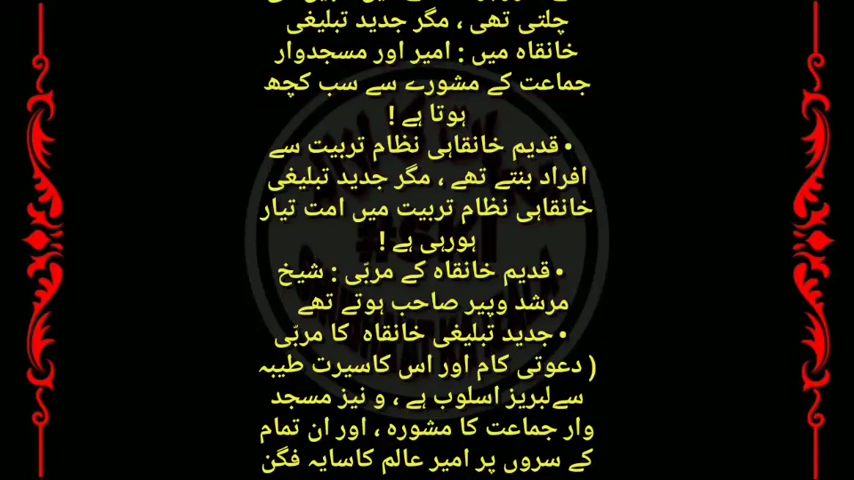 چلتی تھی ، مگر جدید تبلیغی
خانقاہ میں : امیر اور مسجدوار
جماعت کے مشورے سے سب کچھ
ہوتا ہے !
• قدیم خانقاہی نظام تربیت سے
افراد بنتے تھے ، مگر جدید تبلیغی
خانقاہی نظام تربیت میں امت تیار
ہورہی ہے !
• قدیم خانقاہ کے مربّی : شیخ
مرشد وپیر صاحب ہوتے تھے
• جدید تبلیغی خانقاہ کا مربّی
( دعوتی کام اور اس کاسیرت طیبہ
سےلبریز اسلوب ہے ، و نیز مسجد
وار جماعت کا مشورہ ، اور ان تمام
کے سروں پر امیر عالم کاسایہ فگن